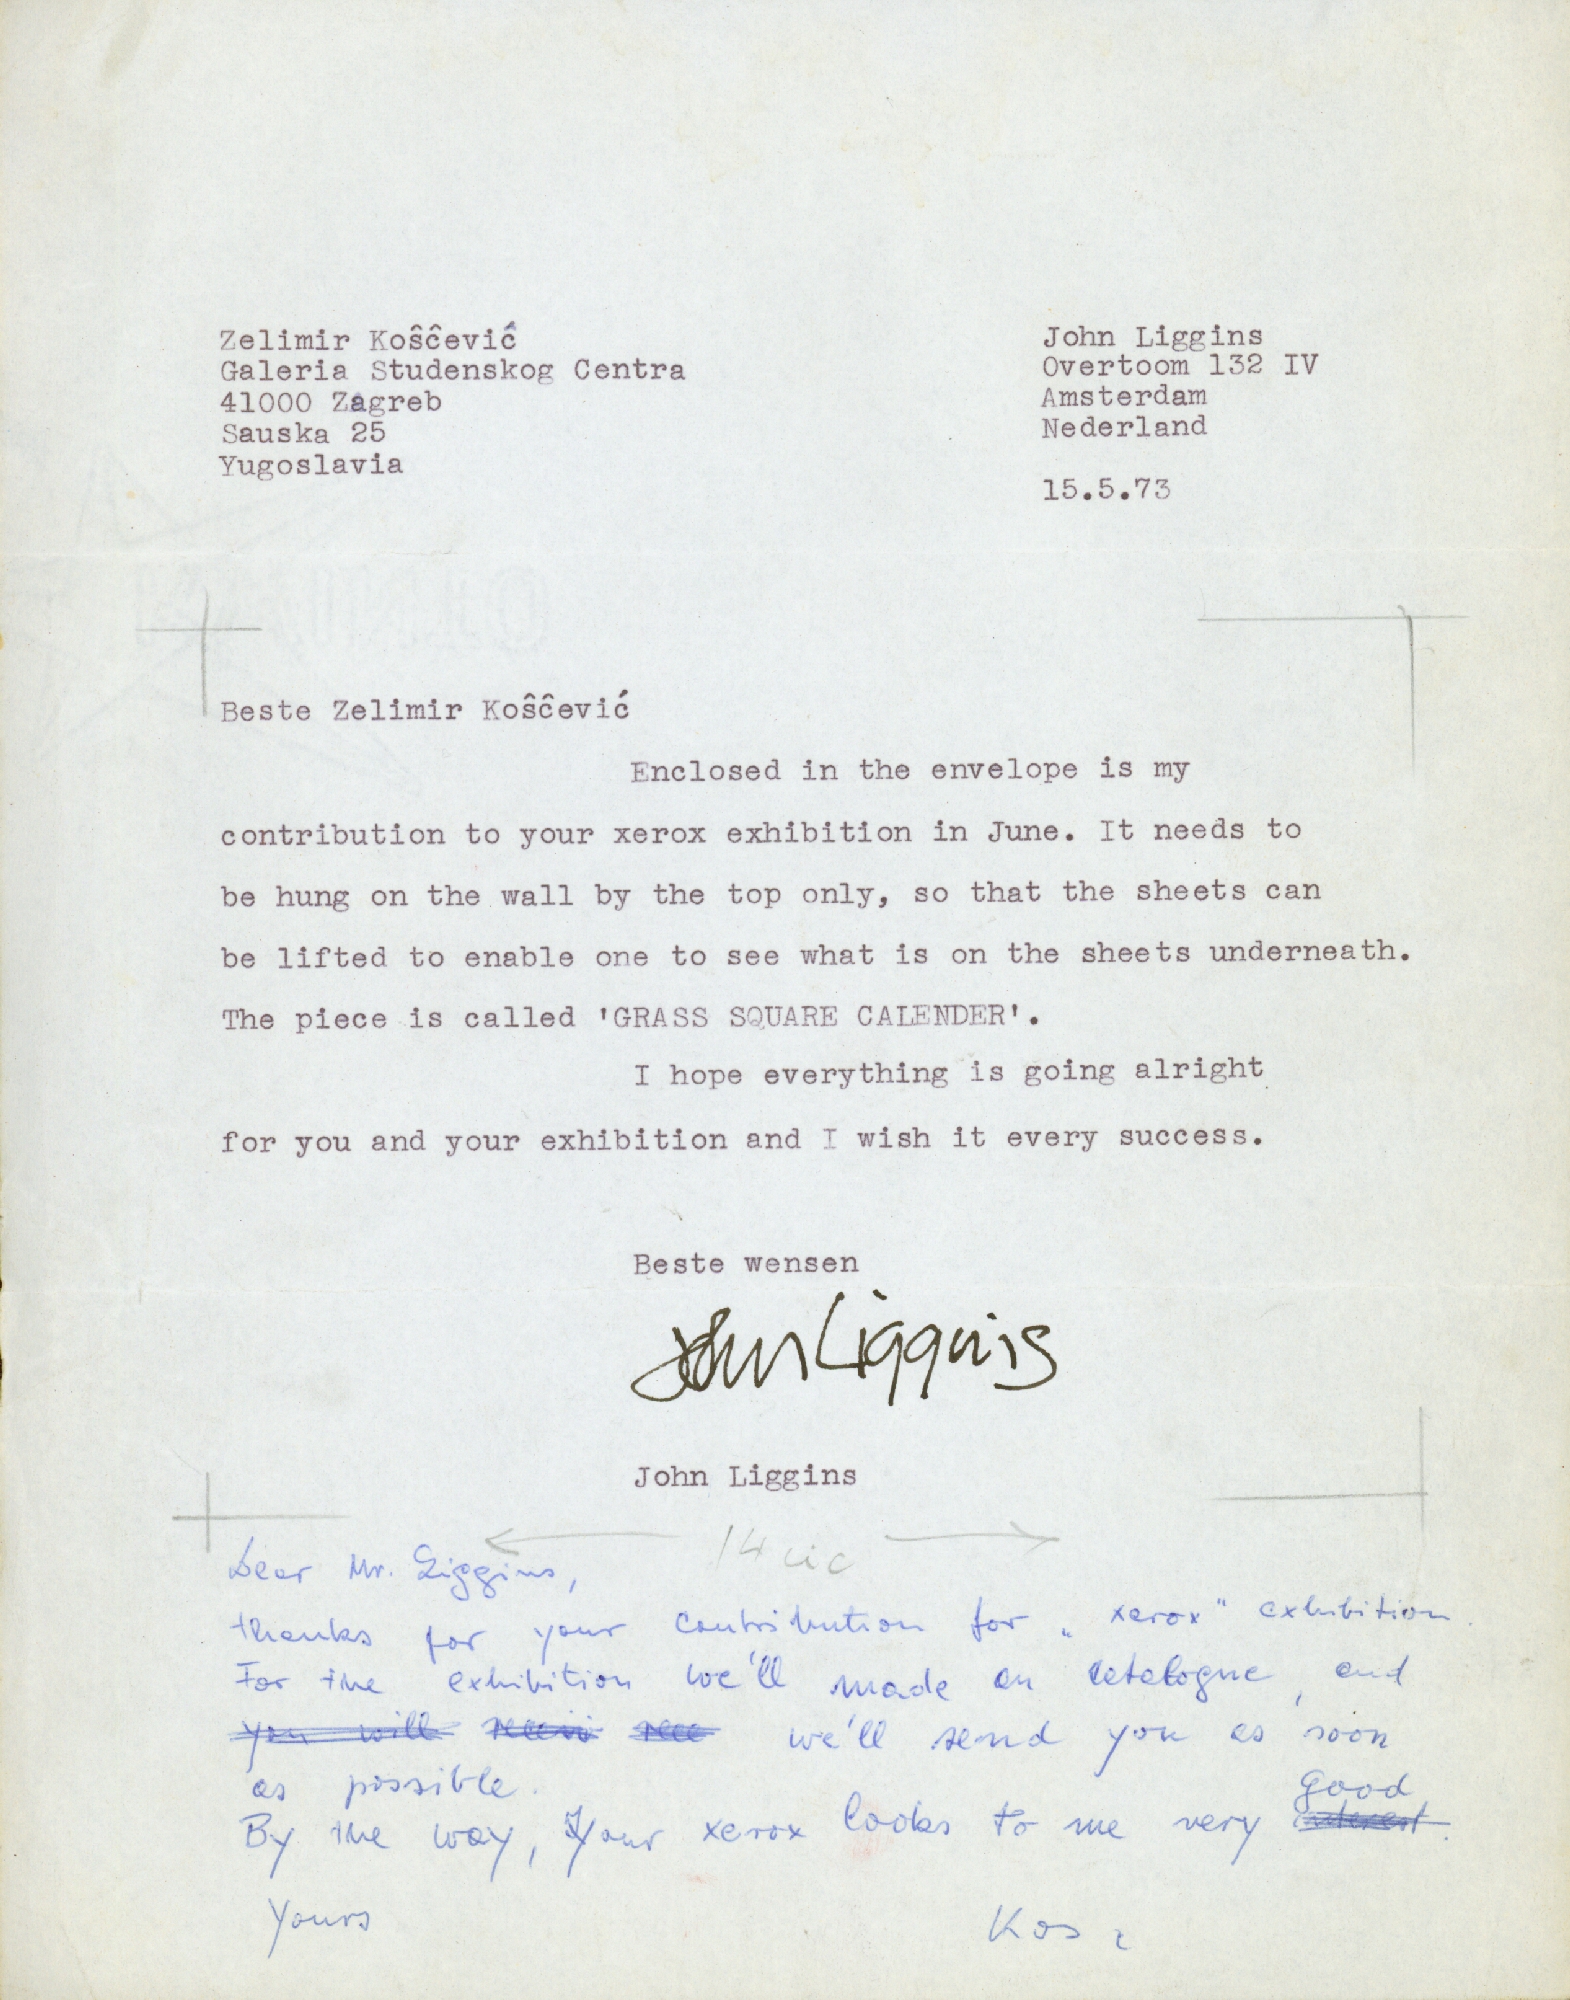 Zelimir Koŝĉević
Galeria Studenskog Centra
41000 Zagreb
Sauska 25
Yugoslavia
John Liggins
Overtoom 132 IV
Amsterdam
Nederland
15.5.73
Beste Zelimir Koŝĉević
Enclosed in the envelope is my
contribution to your xerox exhibition in June. It needs to
be hung on the wall by the top only, so that the sheets can
be lifted to enable one to see what is on the sheets underneath.
The piece is called 'GRASS SQUARE CALENDER'.
I hope everything is going alright
for you and your exhibition and I wish it every success.
Beste wensen
John Liggins
John Liggins
14 cic
Dear Mr. Liggins,
thanks for your contribution for „xerox" exhibition.
For the exhibition we'll made an catalogue, and
you will we'll send you as soon
as possible.
By the way, your xerox looks to me very good
Yours